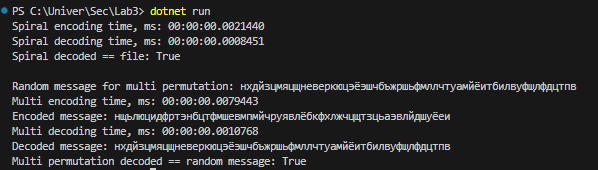 PS C:\Univer\Sec\Lab3> dotnet run
Spiral encoding time, ms: 00:00:00.0021440
Spiral decoding time, ms: 00:00:00.0008451
Spiral decoded == file: True
Random message for multi permutation: нхдйзцмяцщневеркюцэёэшчбъжршьфмллчтуамйёитбилвуфщлфдцтпв
Multi encoding time, ms: 00:00:00.0079443
Encoded message: нщьлюцидфртэнбцтфмшевмпмйчруявлёбкфхлжчцщтзцьаэвлйдшуёеи
Multi decoding time, ms: 00:00:00.0010768
Decoded message: нхдйзцмяцщневеркюцэёэшчбъжршьфмллчтуамйёитбилвуфщлфдцтпв
Multi permutation decoded == random message: True